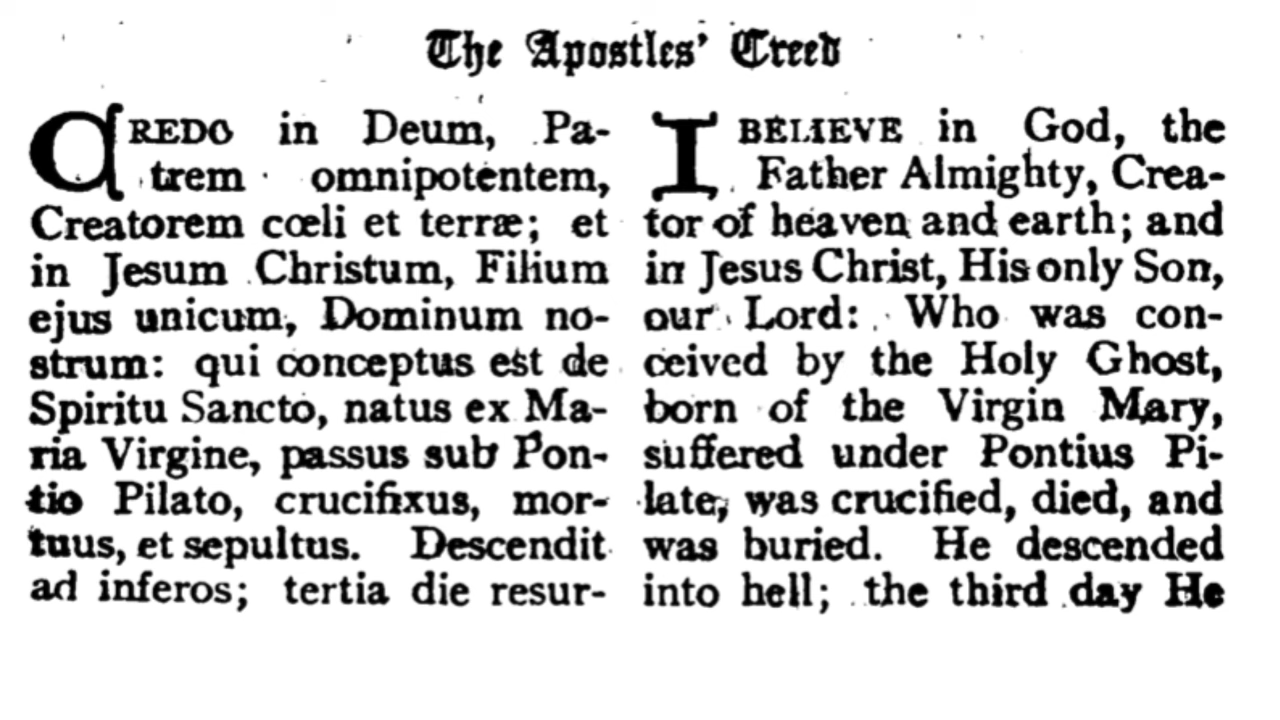 The Apostles' Creed
CREDO in Deum, Pa-
trem omnipotentem,
Creatorem cœli et terræ; et
in Jesum Christum, Filium
ejus unicum, Dominum no-
strum: qui conceptus est de
Spiritu Sancto, natus ex Ma-
ria Virgine, passus sub Pon-
tio Pilato, crucifixus, mor-
tuus, et sepultus. Descendit
ad inferos; tertia die resur-
I BELIEVE in God, the
Father Almighty, Crea-
tor of heaven and earth; and
in Jesus Christ, His only Son,
our Lord: Who was con-
ceived by the Holy Ghost,
born of the Virgin Mary,
suffered under Pontius Pi-
late, was crucified, died, and
was buried. He descended
into hell; the third day He